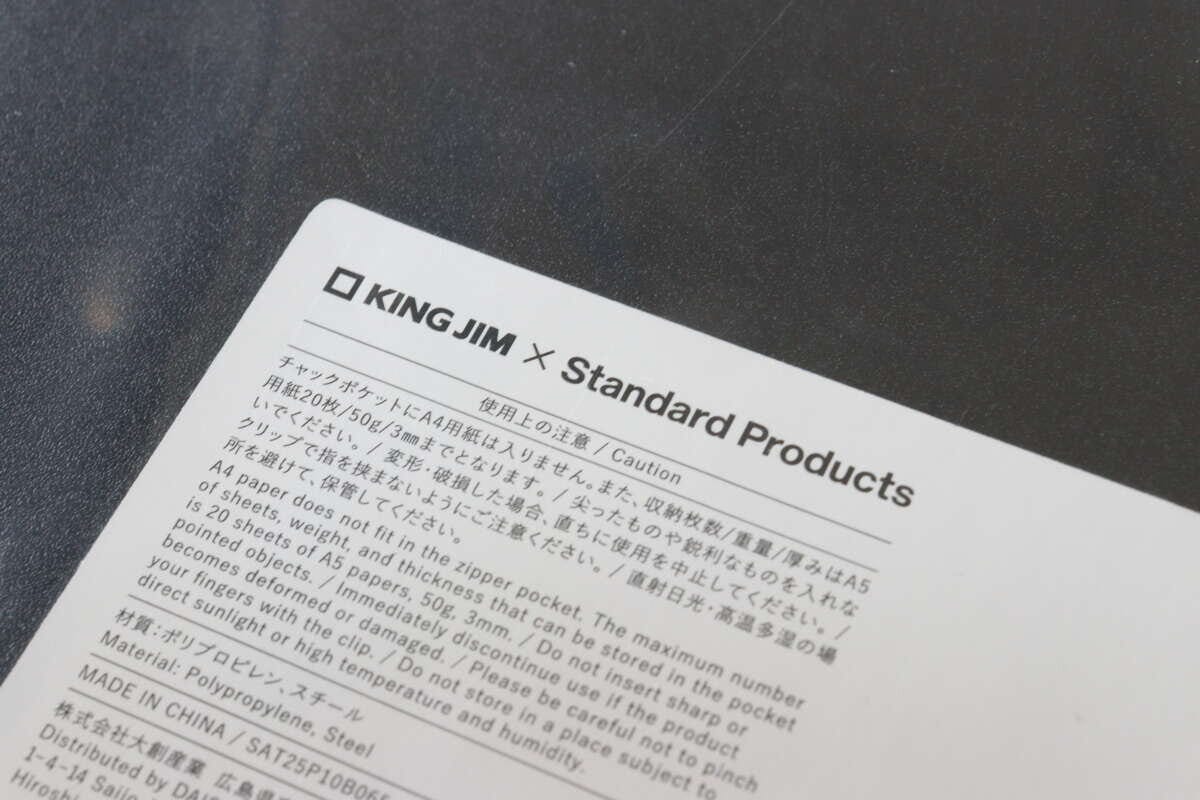 KING JIM × Standard Products
使用上の注意 / Caution
チャックポケットにA4用紙は入りません。また、収納枚数/重量/厚みはA5
用紙20枚/50g/3㎜までとなります。/ 尖ったものや鋭利なものを入れな
いでください。/ 変形・破損した場合、直ちに使用を中止してください。/
クリップで指を挟まないようにご注意ください。/ 直射日光・高温多湿の場
所を避けて、保管してください。
A4 paper does not fit in the zipper pocket. The maximum number
of sheets, weight, and thickness that can be stored in the pocket
is 20 sheets of A5 papers, 50g, 3mm. / Do not insert sharp or
pointed objects. / Immediately discontinue use if the product
becomes deformed or damaged. / Please be careful not to pinch
your fingers with the clip. / Do not store in a place subject to
direct sunlight or high temperature and humidity.
材質：ポリプロピレン、スチール
Material: Polypropylene, Steel
MADE IN CHINA / SAT25P10B065
株式会社大創産業 広島県
Distributed by DAIS
1-4-14 Saijo
Hirosh